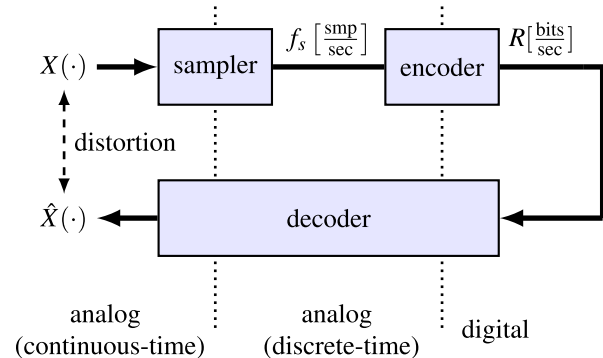 X(·)
sampler
f_s [smp/sec]
encoder
R[bits/sec]
distortion
X̂(·)
decoder
analog
(continuous-time)
analog
(discrete-time)
digital